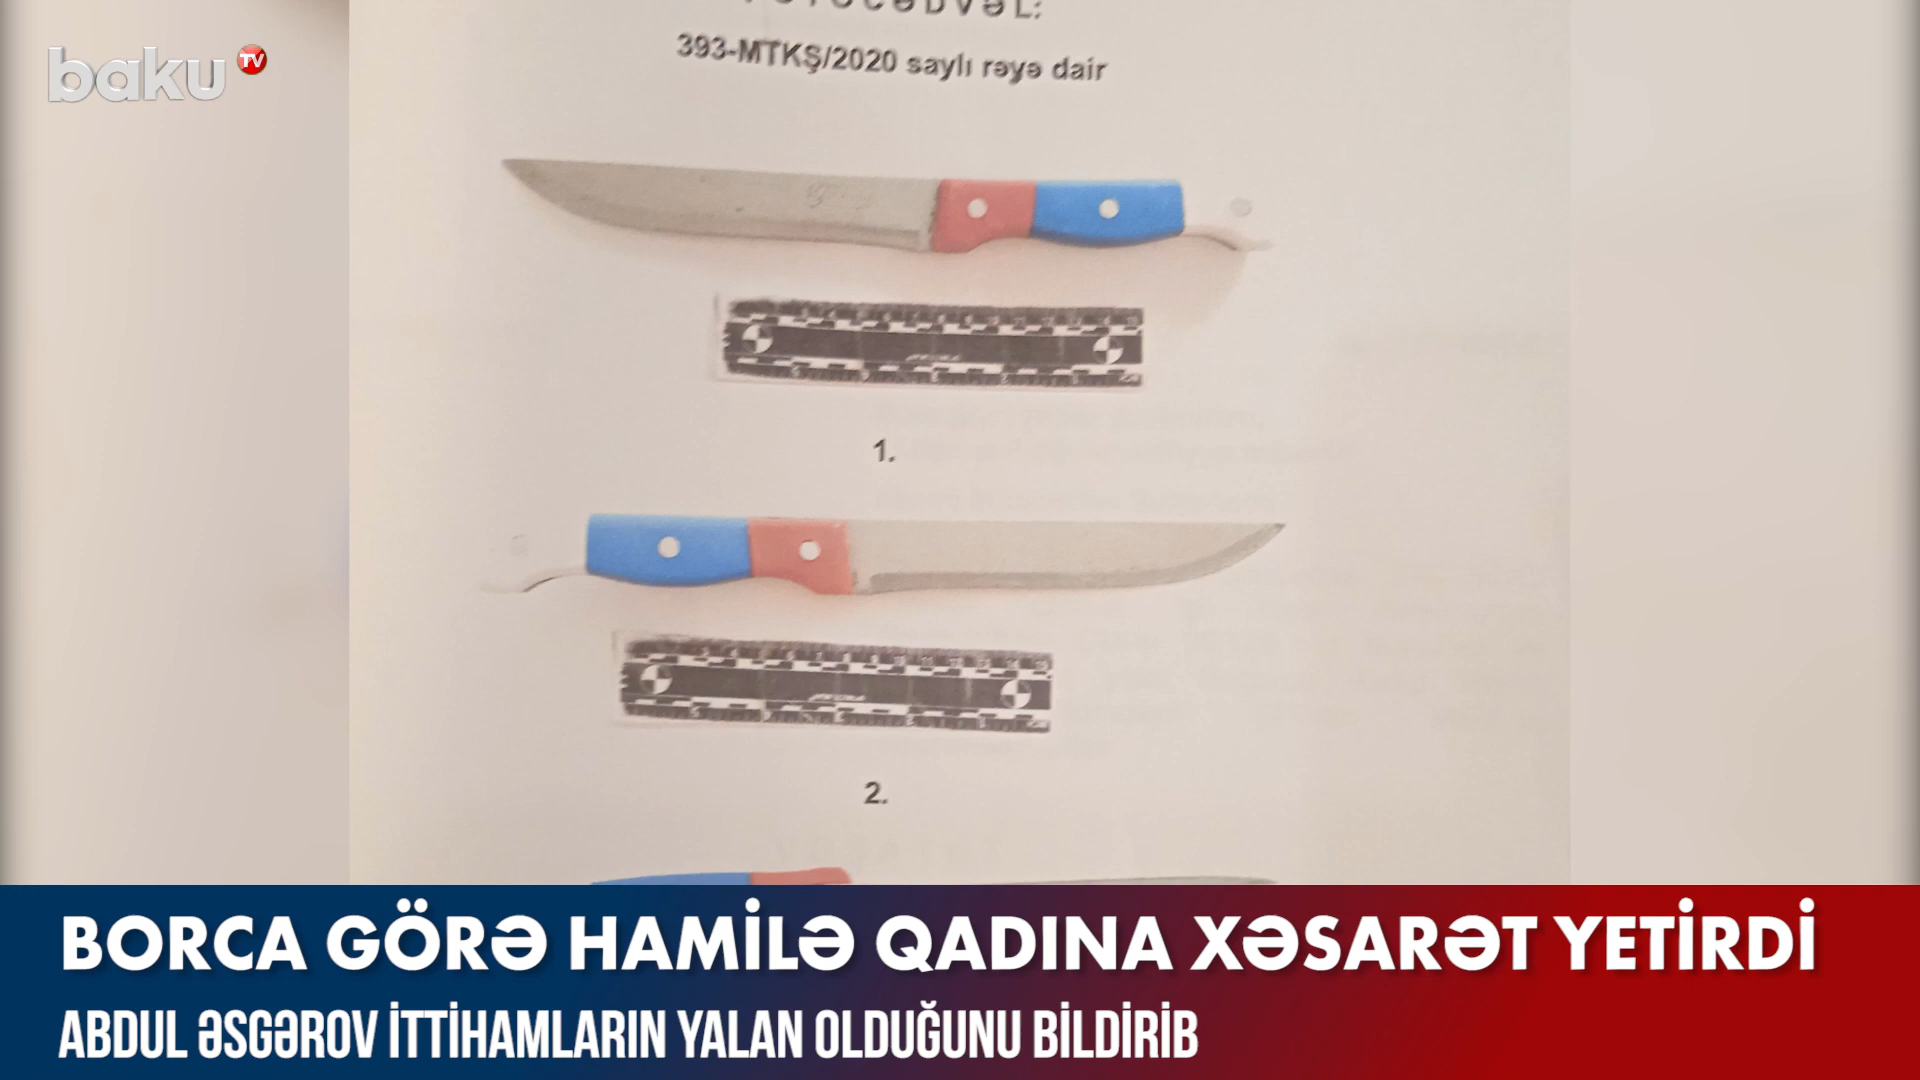 baku TV
FOTOCƏDVƏL:
393-MTKŞ/2020 saylı rəyə dair
1.
2.
BORCA GÖRƏ HAMİLƏ QADINA XƏSARƏT YETİRDİ
ABDUL ƏSGƏROV İTTİHAMLARIN YALAN OLDUĞUNU BİLDİRİB